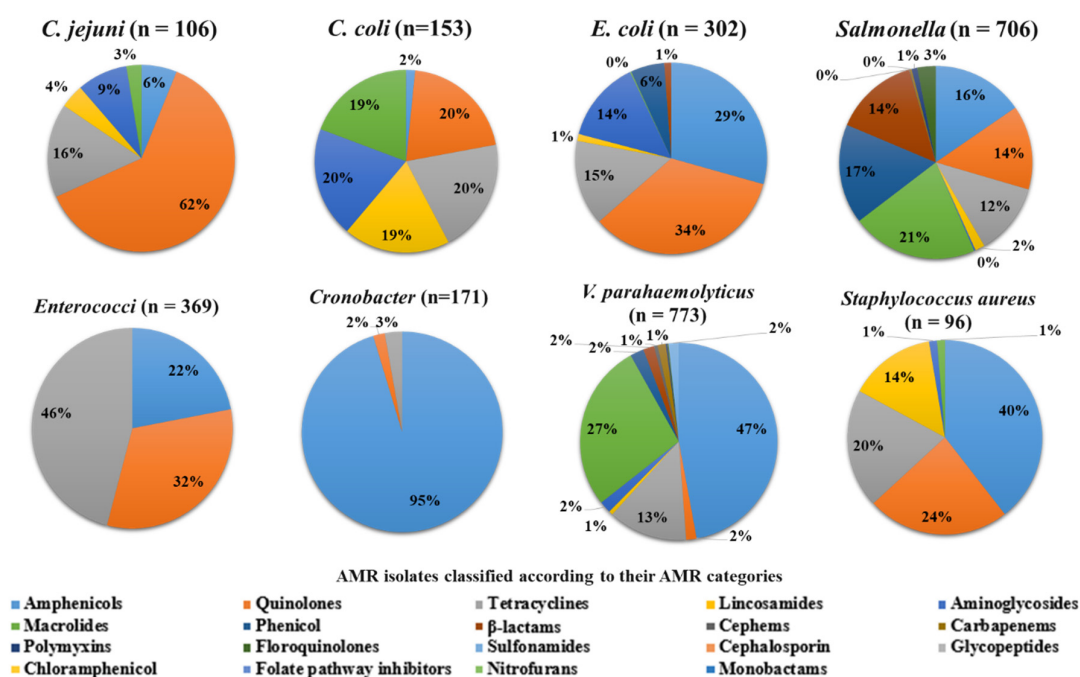 C. jejuni (n = 106)
C. coli (n=153)
E. coli (n = 302)
Salmonella (n = 706)
3%
6%
9%
4%
16%
62%
2%
19%
20%
20%
20%
19%
1%
0%
6%
14%
29%
1%
15%
34%
1%
3%
0%
0%
16%
14%
14%
17%
12%
21%
2%
0%
Enterococci (n = 369)
Cronobacter (n=171)
V. parahaemolyticus
(n = 773)
Staphylococcus aureus
(n = 96)
22%
46%
32%
2%
3%
95%
1%
2%
2%
1%
2%
27%
47%
2%
1%
13%
2%
1%
1%
14%
40%
20%
24%
AMR isolates classified according to their AMR categories
Amphenicols
Quinolones
Tetracyclines
Lincosamides
Aminoglycosides
Macrolides
Phenicol
β-lactams
Cephems
Carbapenems
Polymyxins
Floroquinolones
Sulfonamides
Cephalosporin
Glycopeptides
Chloramphenicol
Folate pathway inhibitors
Nitrofurans
Monobactams